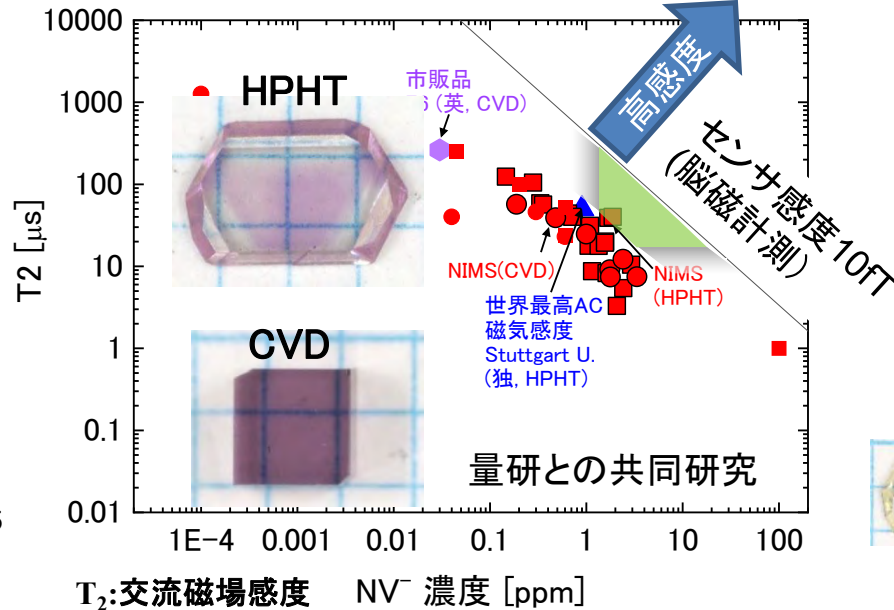 10000
1000
100
10
1
0.1
0.01
T2 [μs]
HPHT
市販品
6 (英, CVD)
高感度
センサ感度10fT
(脳磁計測)
NIMS(CVD)
NIMS
(HPHT)
世界最高AC
磁気感度
Stuttgart U.
(独, HPHT)
CVD
量研との共同研究
1E-4 0.001 0.01 0.1 1 10 100
T₂:交流磁場感度 NV⁻ 濃度 [ppm]